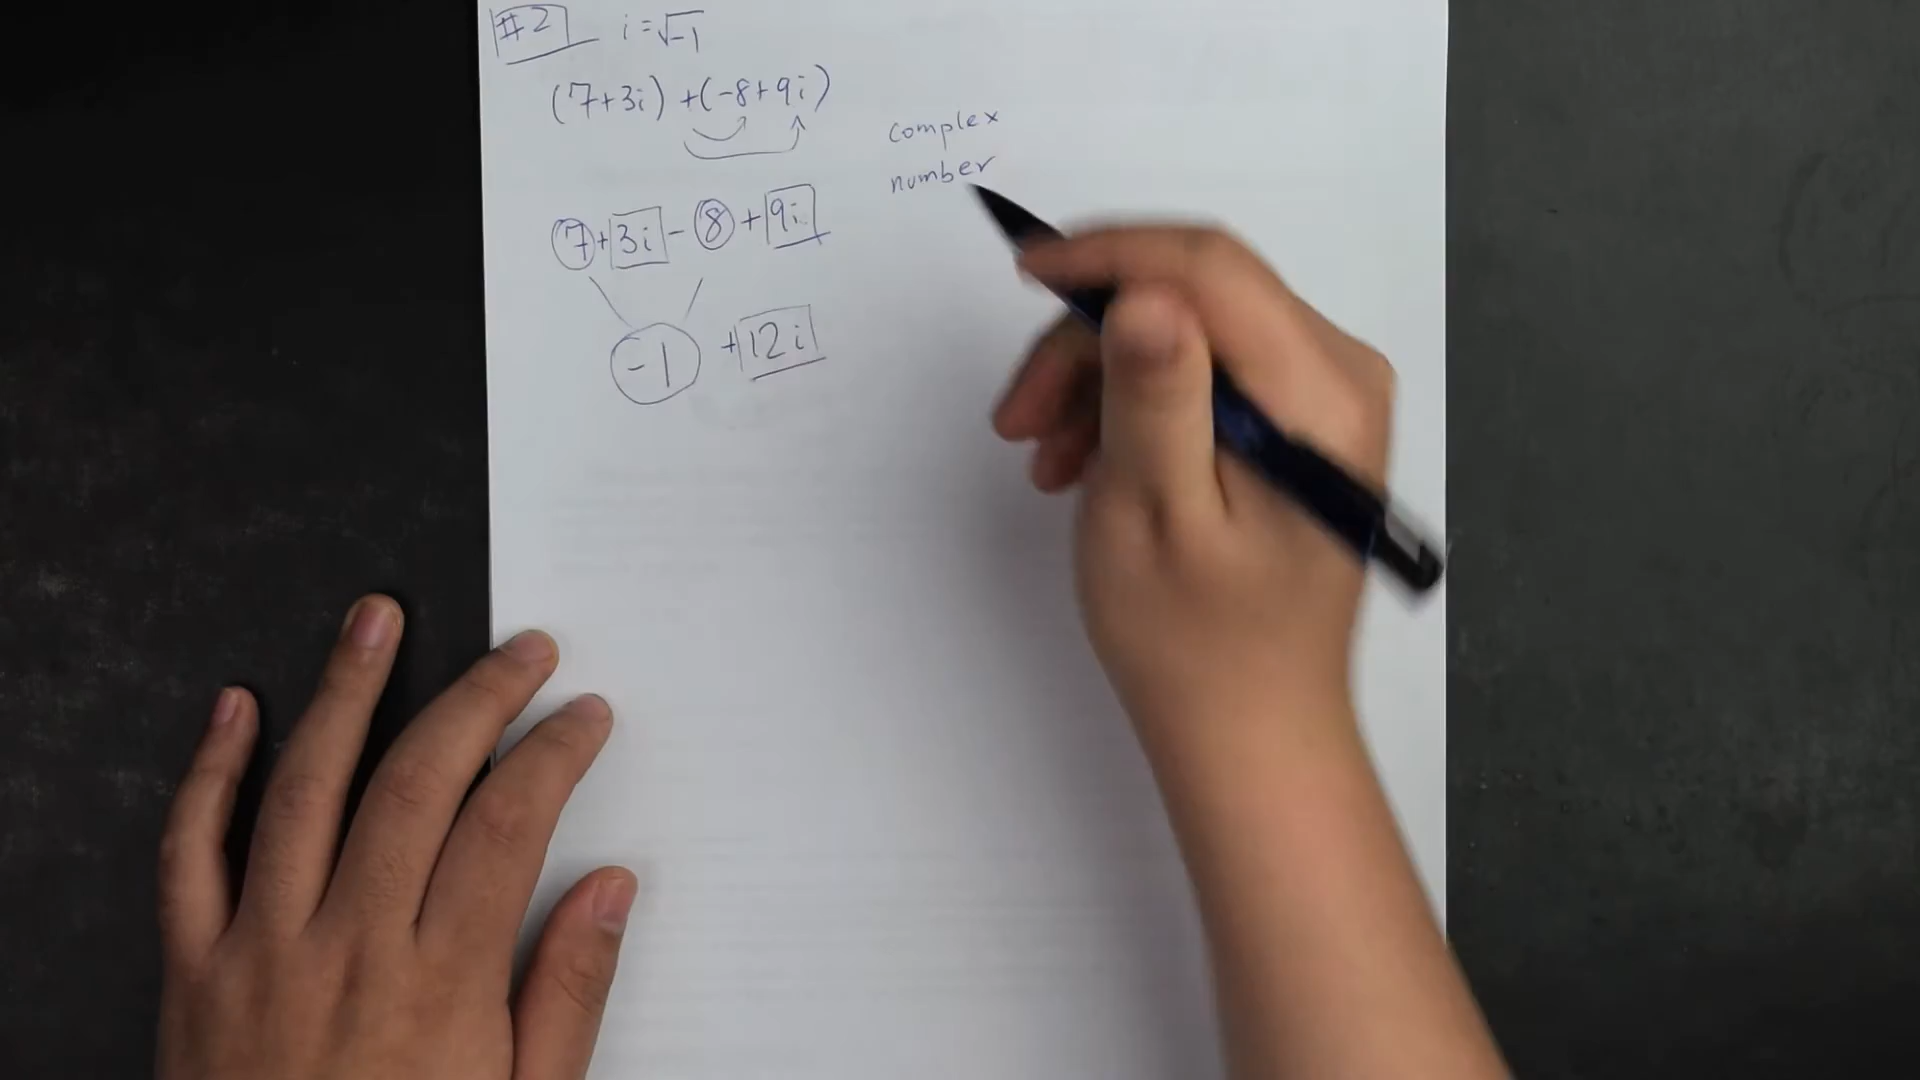 #2 i=√-1
(7+3i) +(-8+9i)
complex
number
7+3i-8+9i
-1 +12i